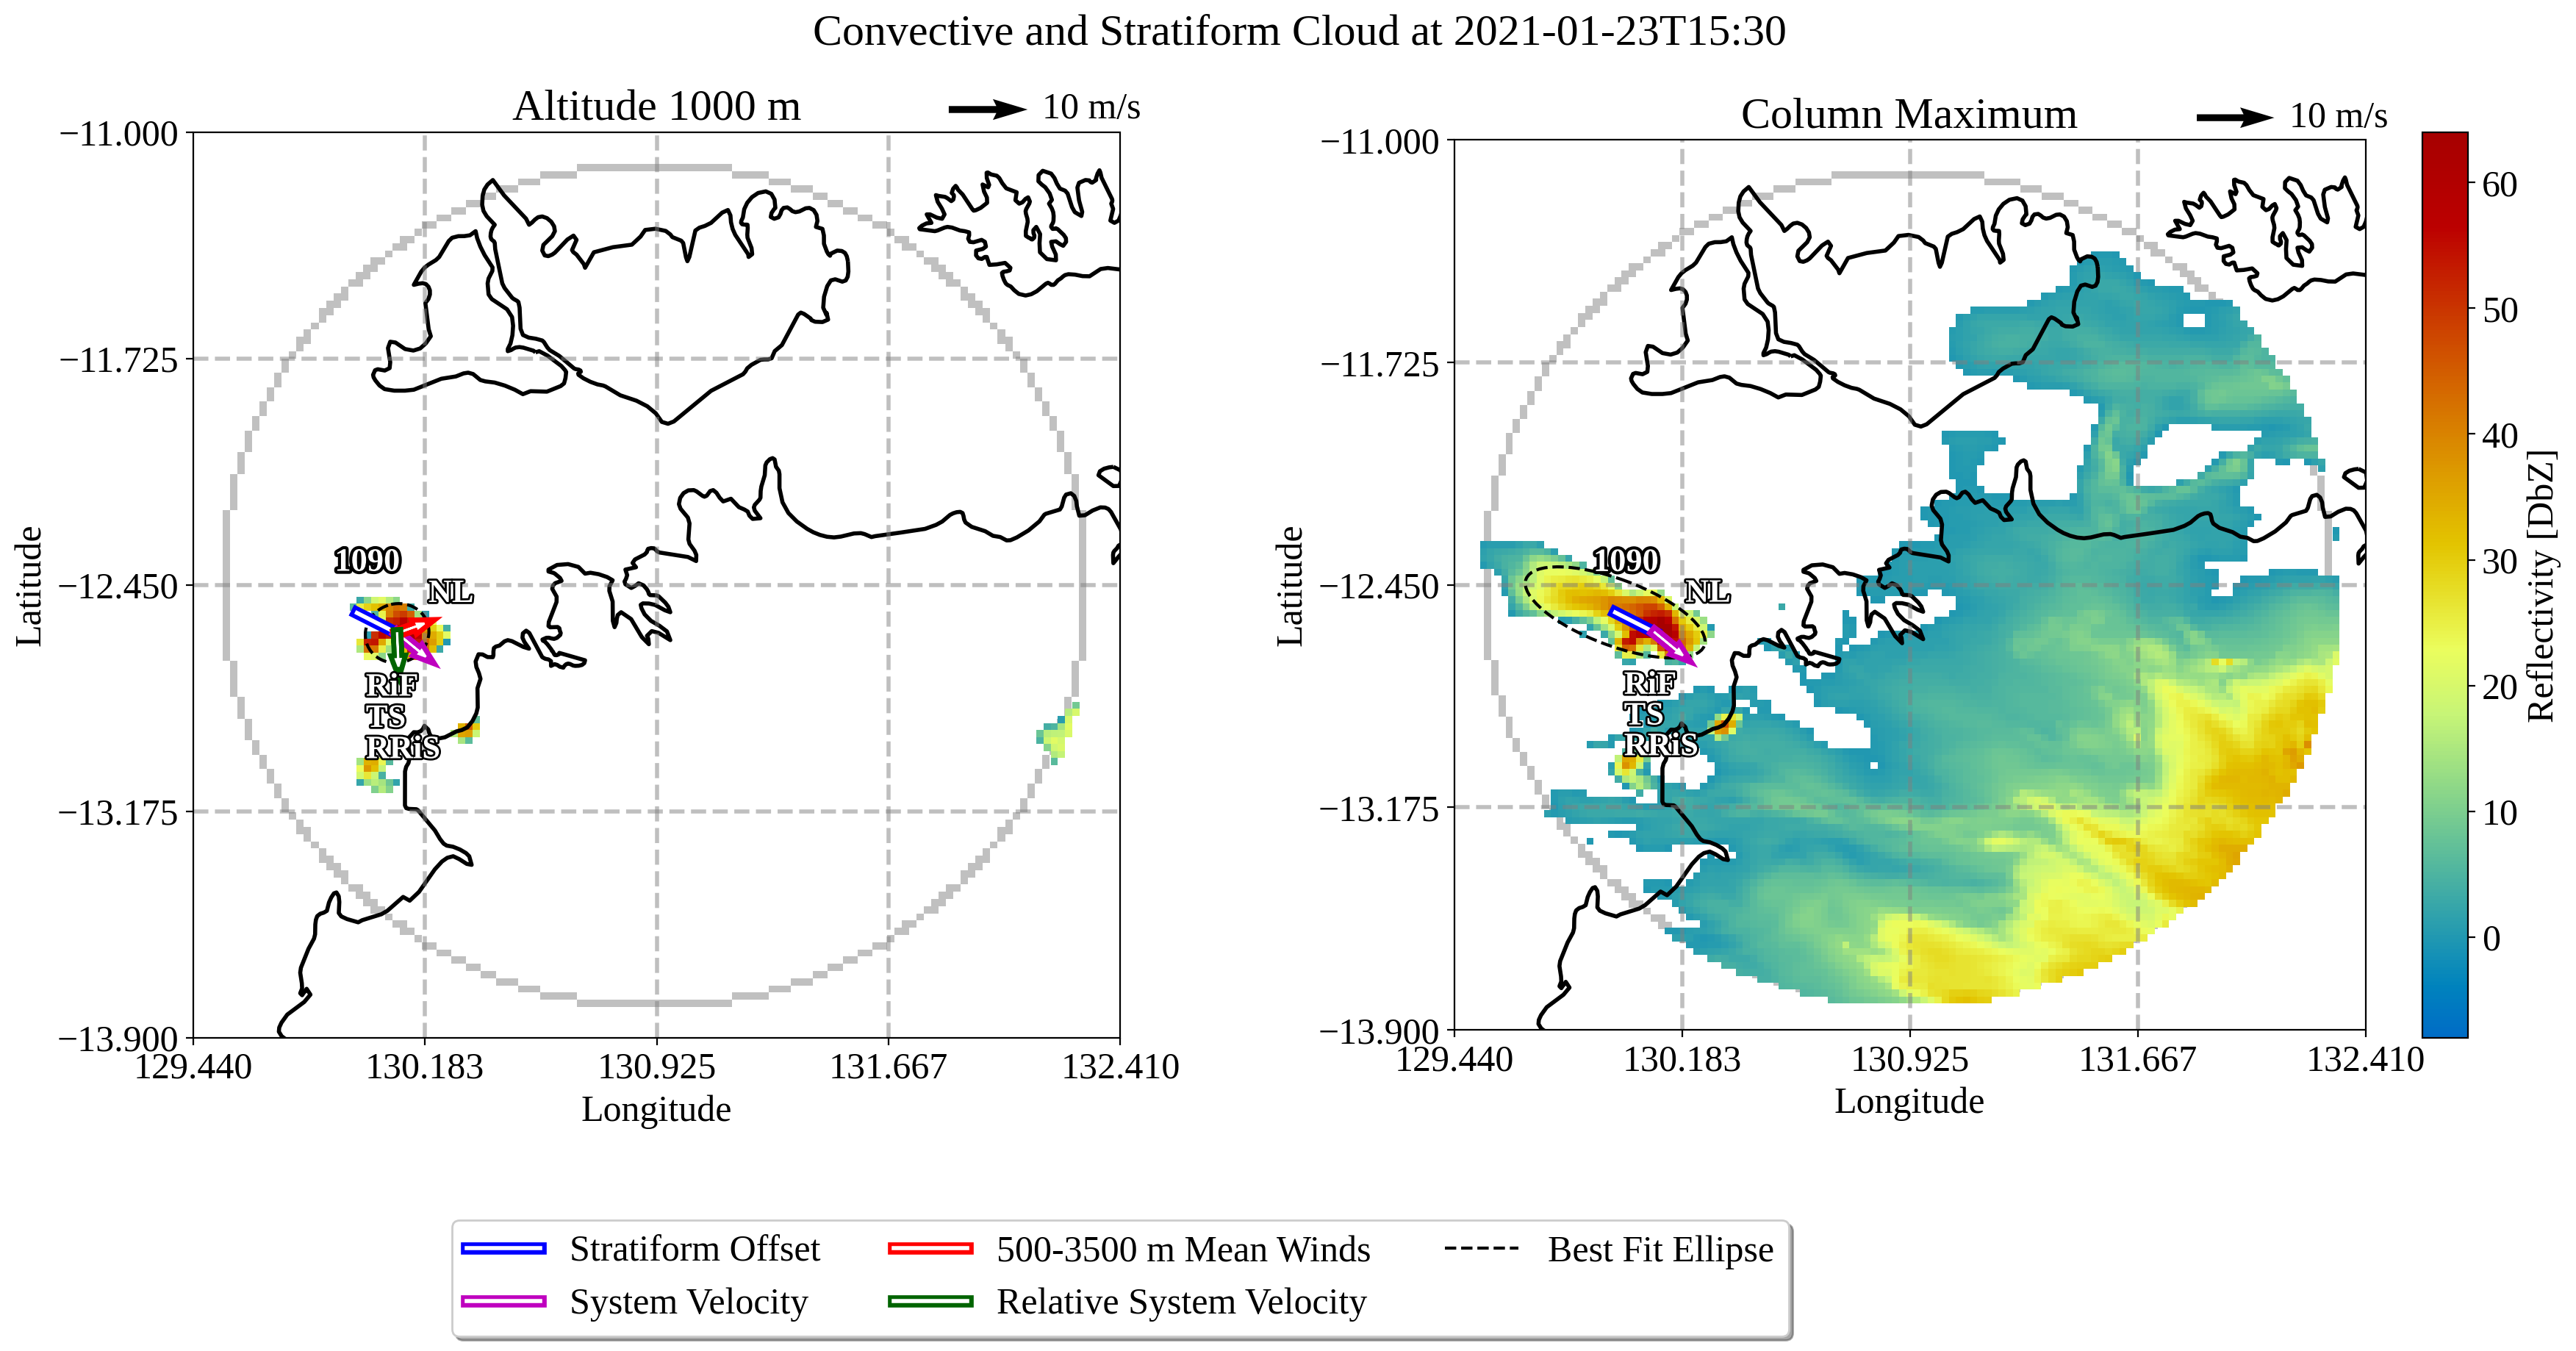 Convective and Stratiform Cloud at 2021-01-23T15:30
Altitude 1000 m
10 m/s
−11.000
−11.725
−12.450
−13.175
−13.900
Latitude
1090
NL
RiF
TS
RRiS
129.440 130.183 130.925 131.667 132.410
Longitude
Column Maximum
10 m/s
−11.000
−11.725
−12.450
−13.175
−13.900
Latitude
1090
NL
RiF
TS
RRiS
129.440 130.183 130.925 131.667 132.410
Longitude
60
50
40
30
20
10
0
Reflectivity [DbZ]
Stratiform Offset
System Velocity
500-3500 m Mean Winds
Relative System Velocity
Best Fit Ellipse